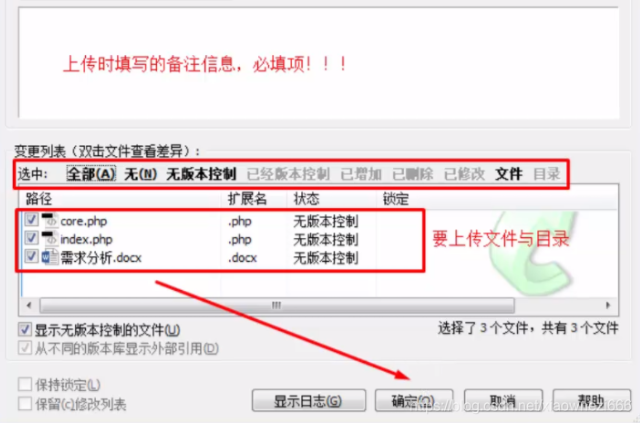 上传时填写的备注信息，必填项！！！
变更列表（双击文件查看差异）：
选中： 全部(A) 无(N) 无版本控制 已经版本控制 已增加 已删除 已修改 文件 目录
路径 扩展名 状态 锁定
core.php .php 无版本控制
index.php .php 无版本控制
需求分析.docx .docx 无版本控制
要上传文件与目录
显示无版本控制的文件(U)
选择了 3 个文件，共有 3 个文件
从不同的版本库显示外部引用(D)
保持锁定(L)
保留(c)修改列表
显示日志(G) 确定(O) 取消 帮助